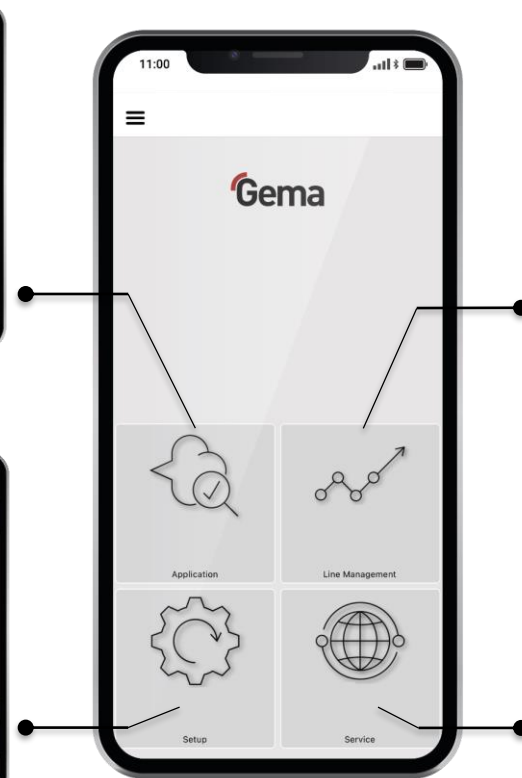 11:00
Gema
Application
Line Management
Setup
Service